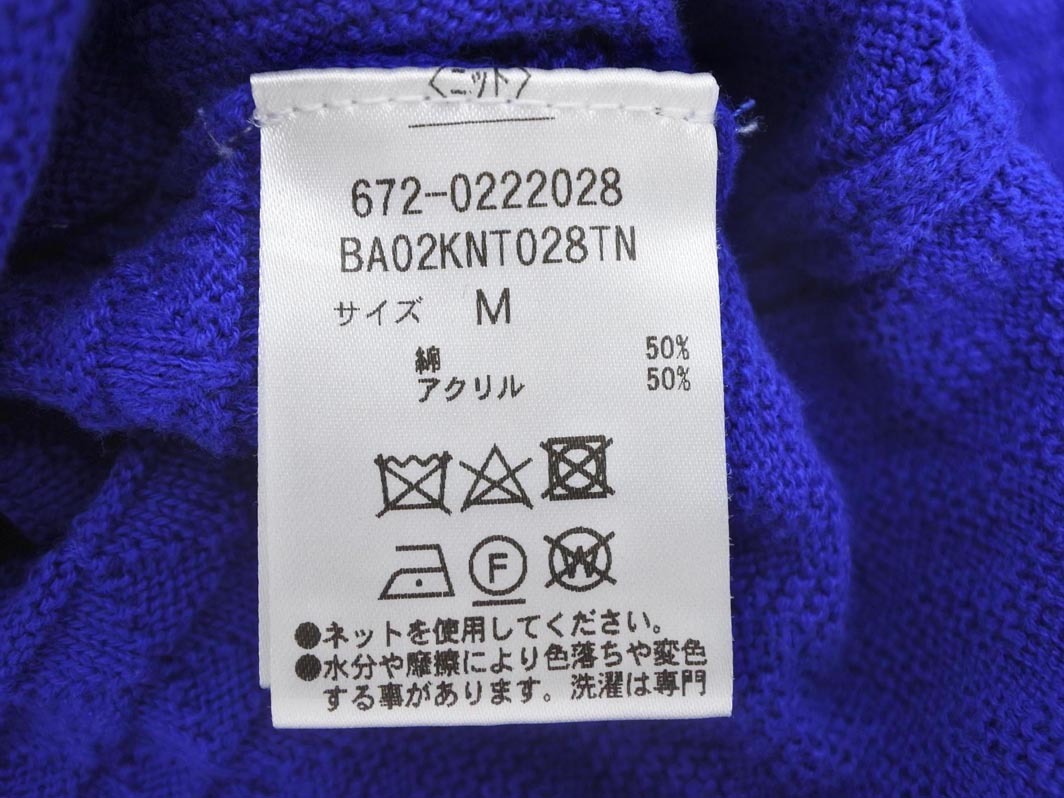 〈ニット〉
672-0222028
BA02KNT028TN
サイズ M
綿 50%
アクリル 50%
F
W
●ネットを使用してください。
●水分や摩擦により色落ちや変色
する事があります。洗濯は専門